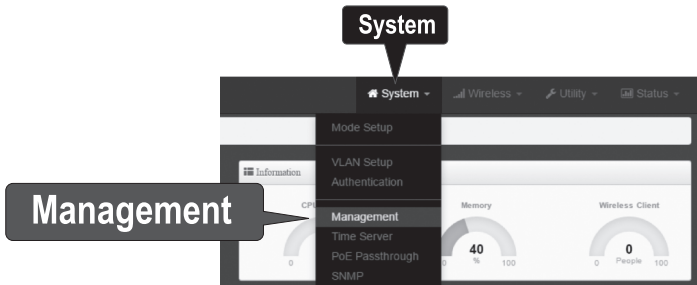 System
System Wireless Utility Status
Mode Setup
VLAN Setup
Authentication
Management
Time Server
PoE Passthrough
SNMP
Management
Information
CPU
0
Memory
40
0 % 100
Wireless Client
0
0 People 100